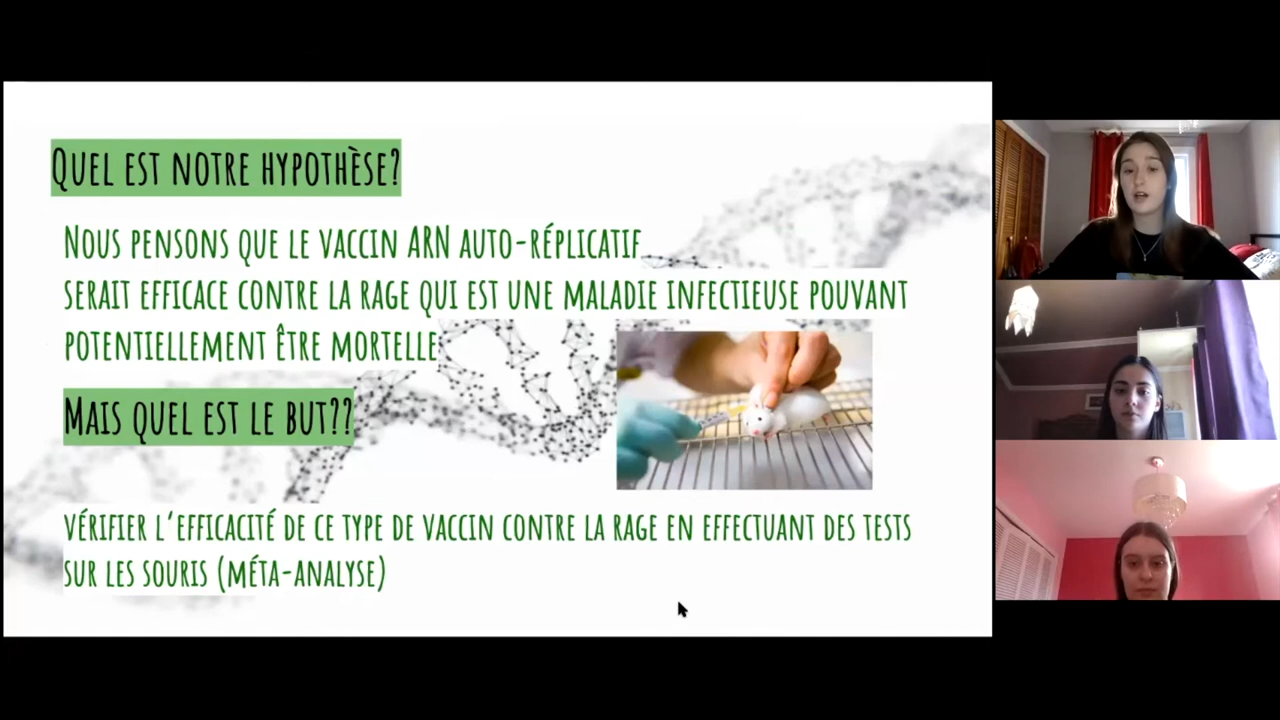 Quel est notre hypothèse?
Nous pensons que le vaccin ARN auto-réplicatif
serait efficace contre la rage qui est une maladie infectieuse pouvant
potentiellement être mortelle
Mais quel est le but??
vérifier l'efficacité de ce type de vaccin contre la rage en effectuant des tests
sur les souris (méta-analyse)